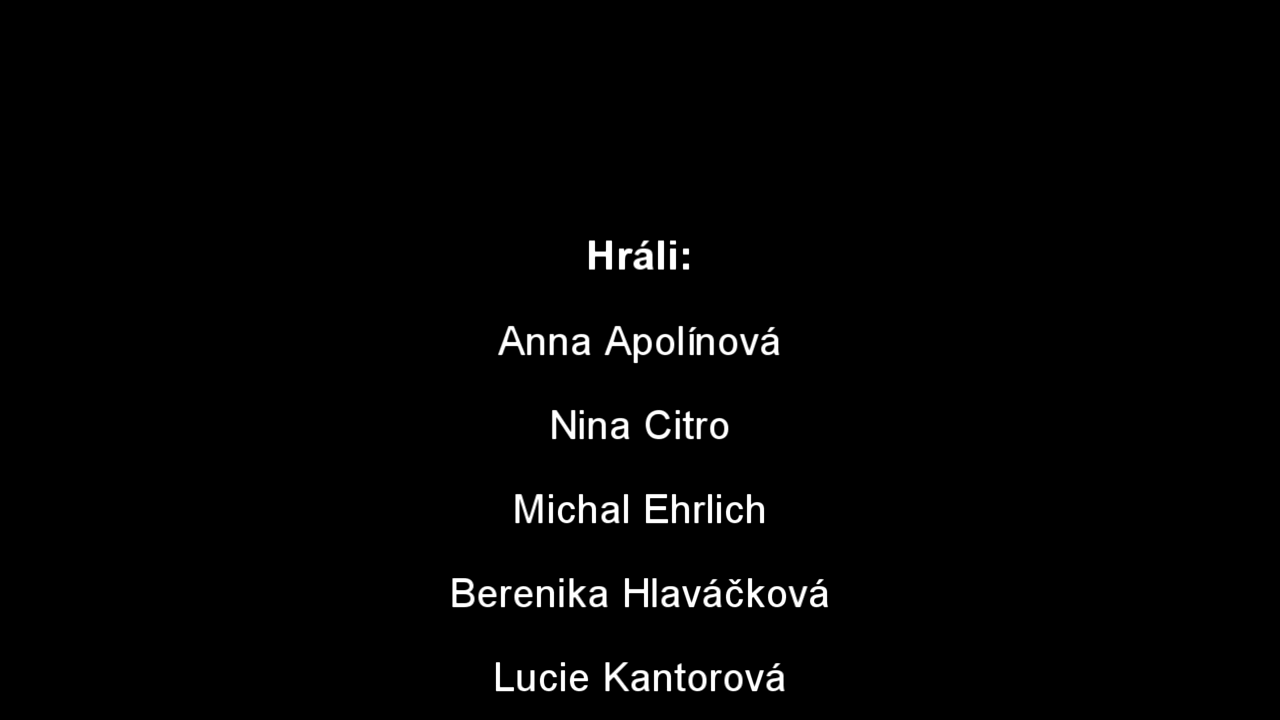 Hráli:
Anna Apolínová
Nina Citro
Michal Ehrlich
Berenika Hlaváčková
Lucie Kantorová